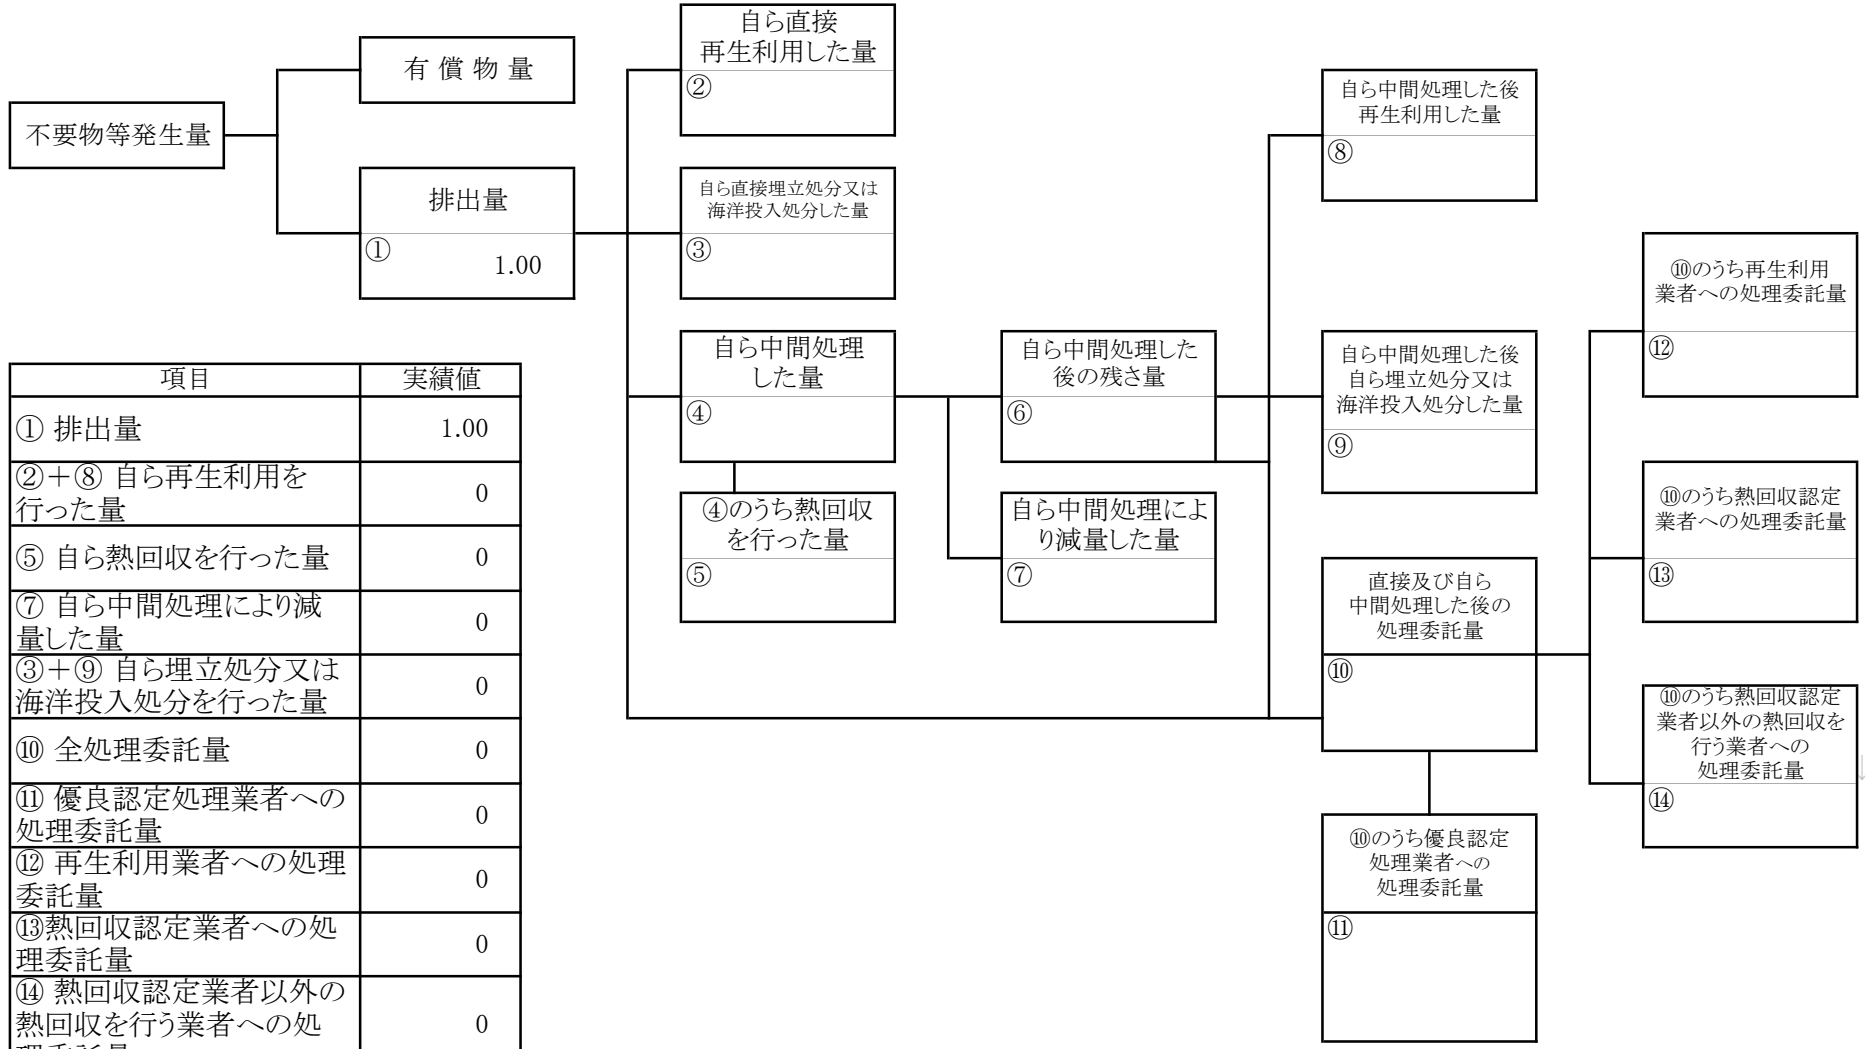 不要物等発生量
有 償 物 量
排出量
①
1.00
自ら直接
再生利用した量
②
自ら直接埋立処分又は
海洋投入処分した量
③
自ら中間処理
した量
④
④のうち熱回収
を行った量
⑤
自ら中間処理した
後の残さ量
⑥
自ら中間処理によ
り減量した量
⑦
自ら中間処理した後
再生利用した量
⑧
自ら中間処理した後
自ら埋立処分又は
海洋投入処分した量
⑨
直接及び自ら
中間処理した後の
処理委託量
⑩
⑩のうち優良認定
処理業者への
処理委託量
⑪
⑩のうち再生利用
業者への処理委託量
⑫
⑩のうち熱回収認定
業者への処理委託量
⑬
⑩のうち熱回収認定
業者以外の熱回収を
行う業者への
処理委託量
⑭
↓
項目 実績値
① 排出量 1.00
②＋⑧ 自ら再生利用を
行った量 0
⑤ 自ら熱回収を行った量 0
⑦ 自ら中間処理により減
量した量 0
③＋⑨ 自ら埋立処分又は
海洋投入処分を行った量 0
⑩ 全処理委託量 0
⑪ 優良認定処理業者への
処理委託量 0
⑫ 再生利用業者への処理
委託量 0
⑬熱回収認定業者への処
理委託量 0
⑭ 熱回収認定業者以外の
熱回収を行う業者への処 0
理委託量